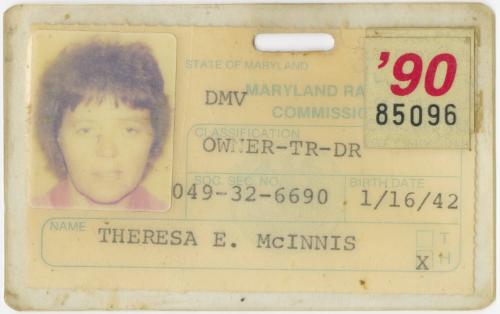 STATE OF MARYLAND
'90
DMV
MARYLAND RA
85096
COMMISSIO
CLASSIFICATION
OWNER-TR-DR
SOC. SEC. NO.
BIRTH DATE
049-32-6690
1/16/42
NAME
THERESA E. McINNIS
T
X H